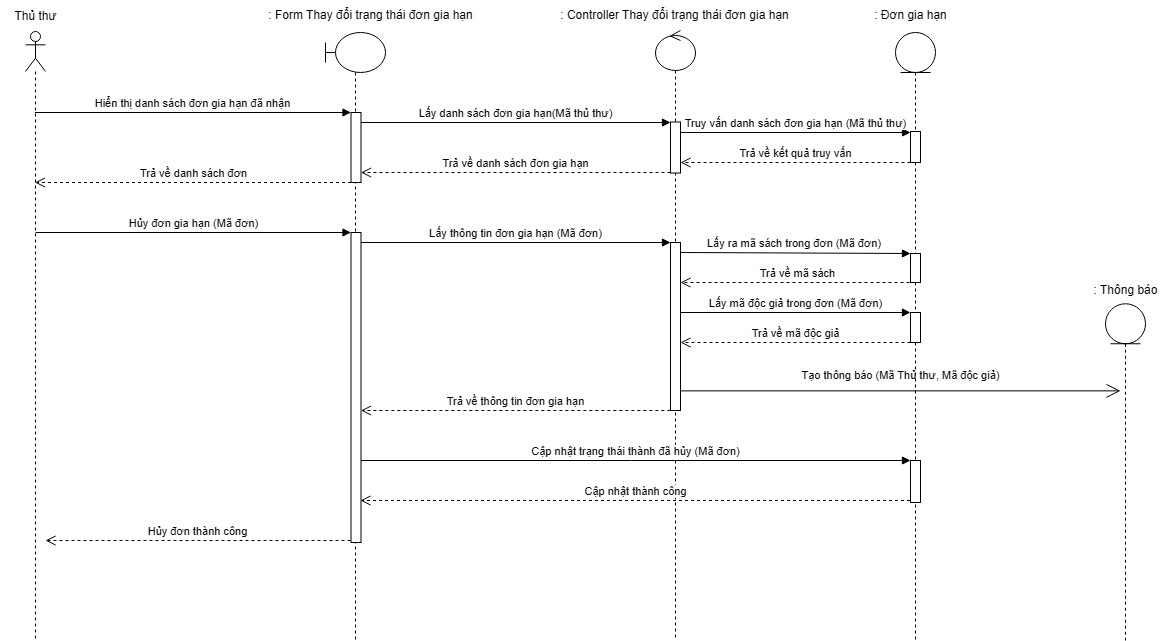 Thủ thư
: Form Thay đổi trạng thái đơn gia hạn
: Controller Thay đổi trạng thái đơn gia hạn
: Đơn gia hạn
Hiển thị danh sách đơn gia hạn đã nhận
Lấy danh sách đơn gia hạn(Mã thủ thư)
Truy vấn danh sách đơn gia hạn (Mã thủ thư)
Trả về kết quả truy vấn
Trả về danh sách đơn gia hạn
Trả về danh sách đơn
Hủy đơn gia hạn (Mã đơn)
Lấy thông tin đơn gia hạn (Mã đơn)
Lấy ra mã sách trong đơn (Mã đơn)
Trả về mã sách
: Thông báo
Lấy mã độc giả trong đơn (Mã đơn)
Trả về mã độc giả
Tạo thông báo (Mã Thủ thư, Mã độc giả)
Trả về thông tin đơn gia hạn
Cập nhật trạng thái thành đã hủy (Mã đơn)
Cập nhật thành công
Hủy đơn thành công